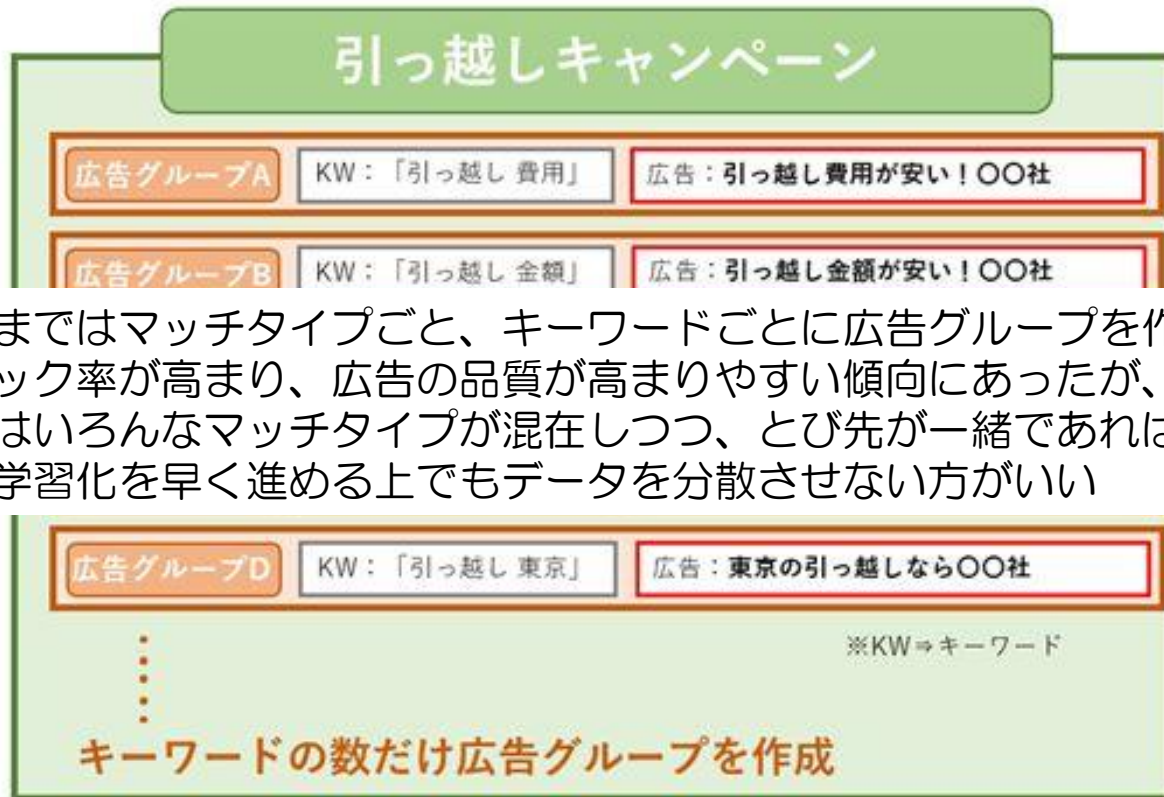 引っ越しキャンペーン
広告グループA KW：「引っ越し 費用」 広告：引っ越し費用が安い！〇〇社
広告グループB KW：「引っ越し 金額」 広告：引っ越し金額が安い！〇〇社
まではマッチタイプごと、キーワードごとに広告グループを
ック率が高まり、広告の品質が高まりやすい傾向にあったが、
はいろんなマッチタイプが混在しつつ、とび先が一緒であれ
学習化を早く進める上でもデータを分散させない方がいい
広告グループD KW：「引っ越し 東京」 広告：東京の引っ越しなら〇〇社
※KW⇒キーワード
キーワードの数だけ広告グループを作成